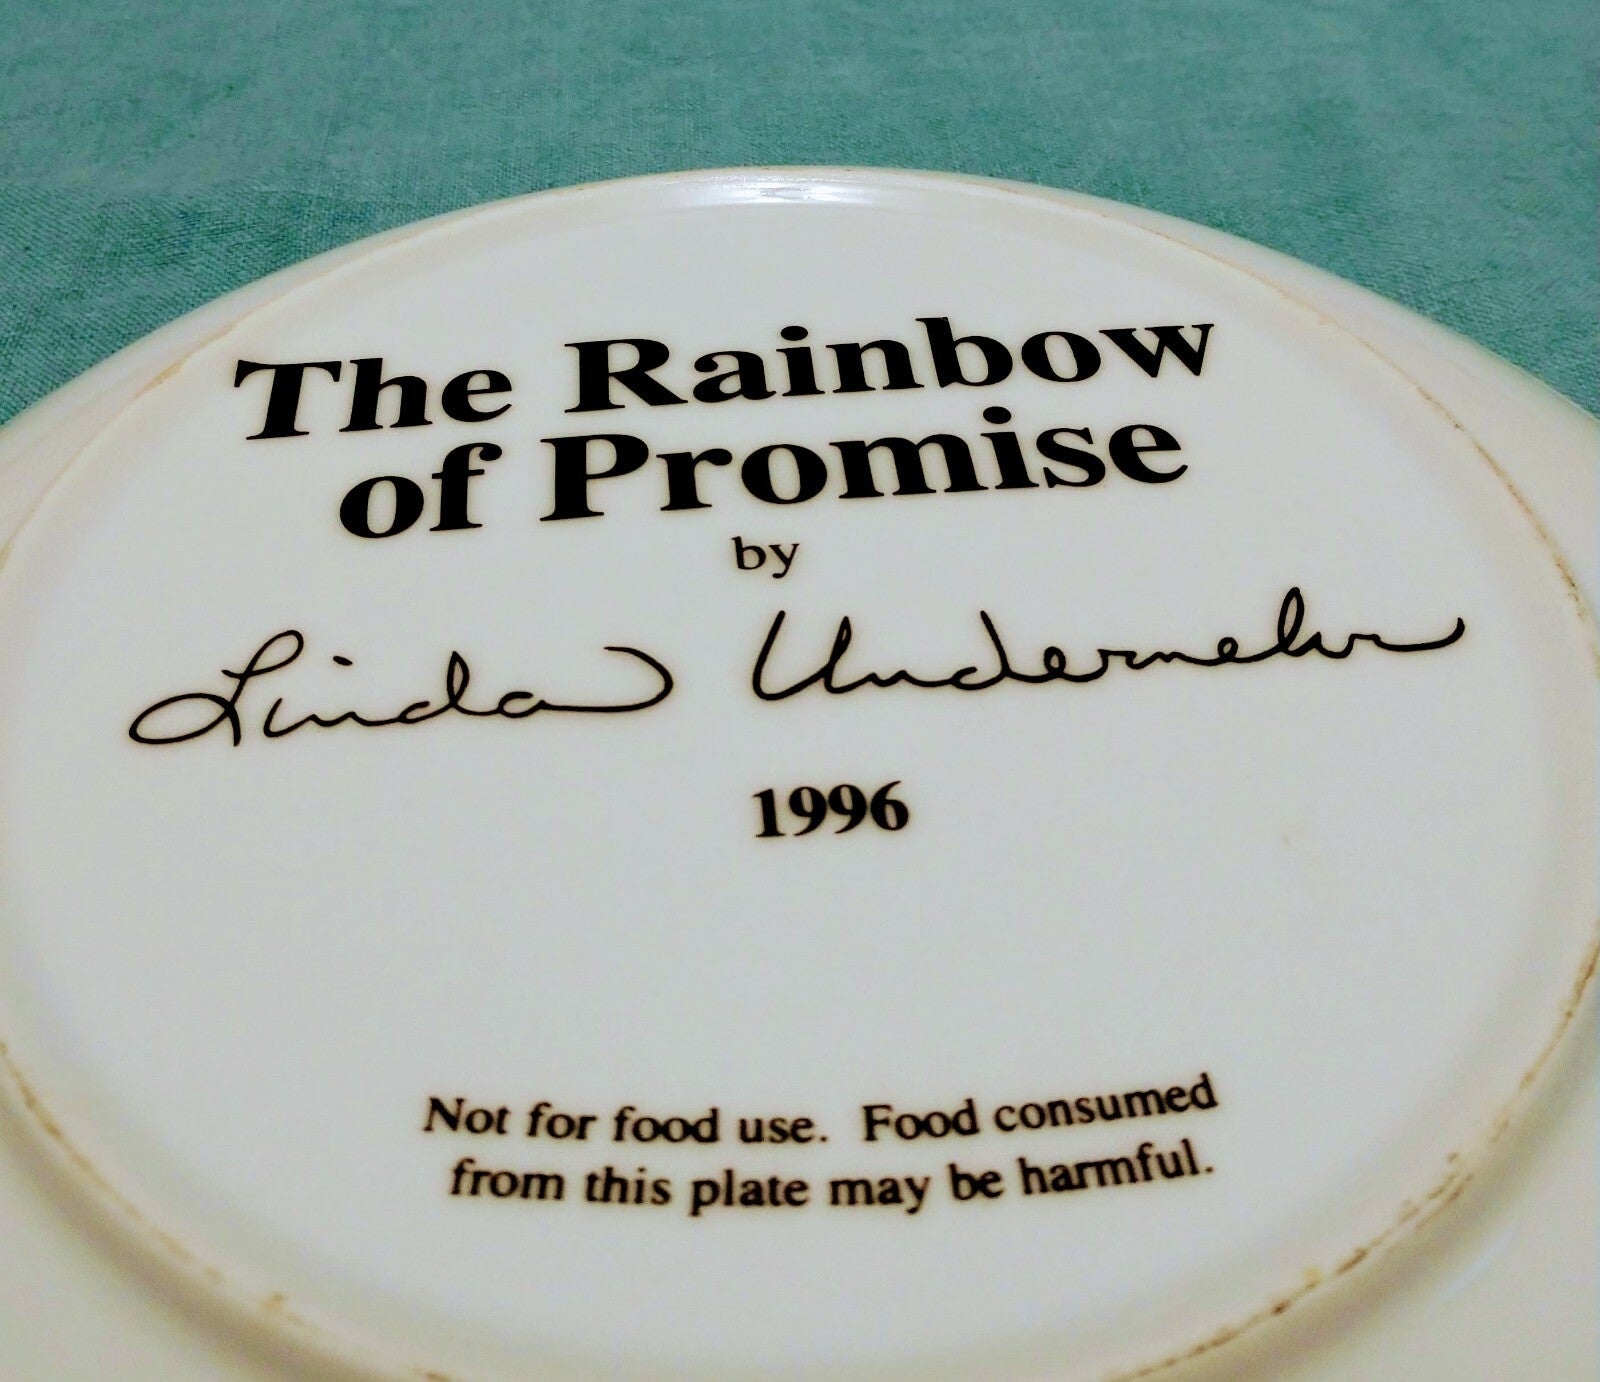 The Rainbow
of Promise
by
Linda Undernehr
1996
Not for food use. Food consumed
from this plate may be harmful.